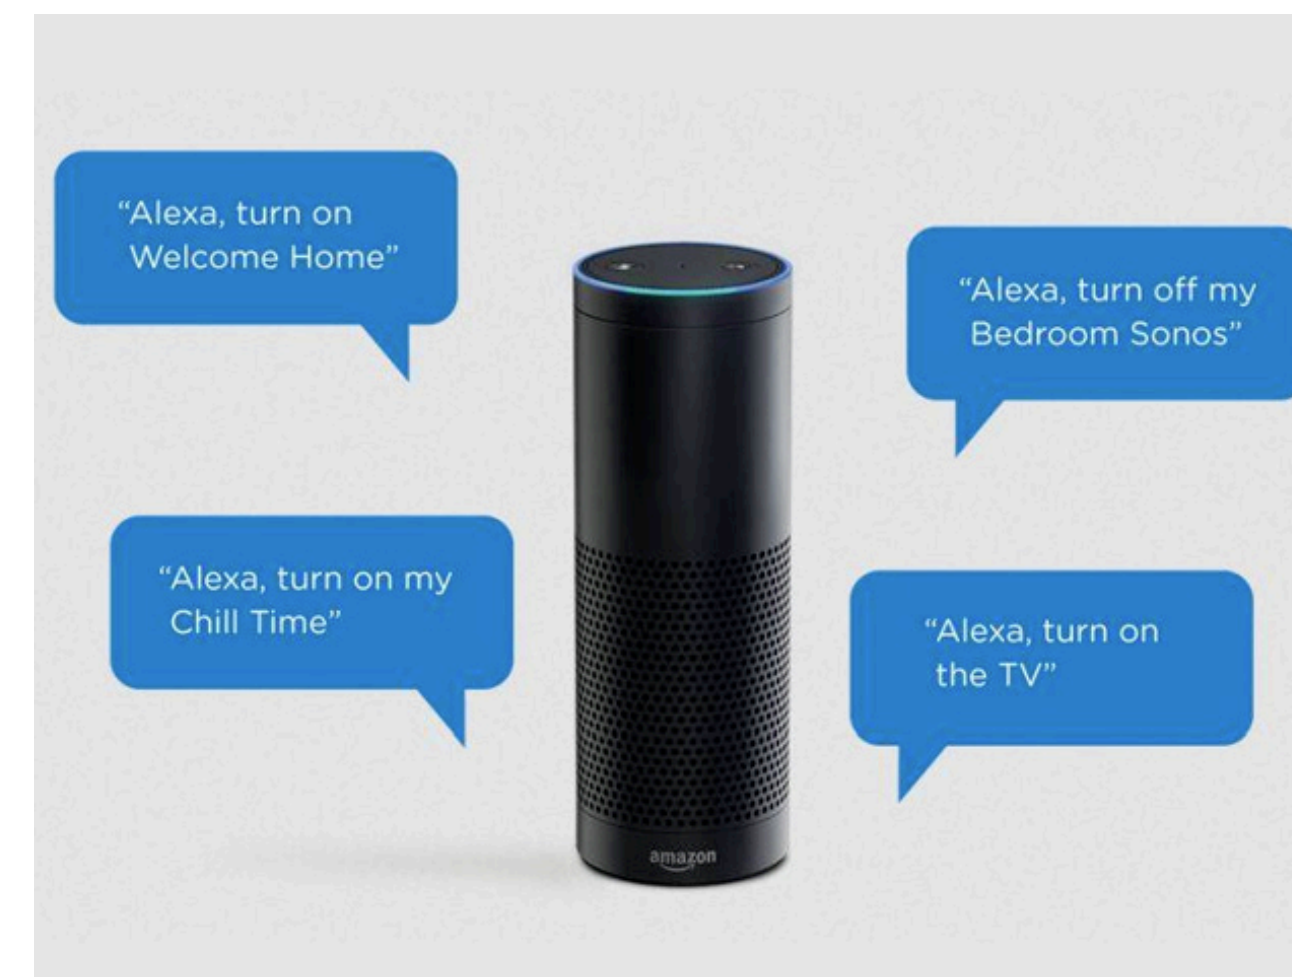 “Alexa, turn on
Welcome Home”
“Alexa, turn off my
Bedroom Sonos”
“Alexa, turn on my
Chill Time”
“Alexa, turn on
the TV”
amazon